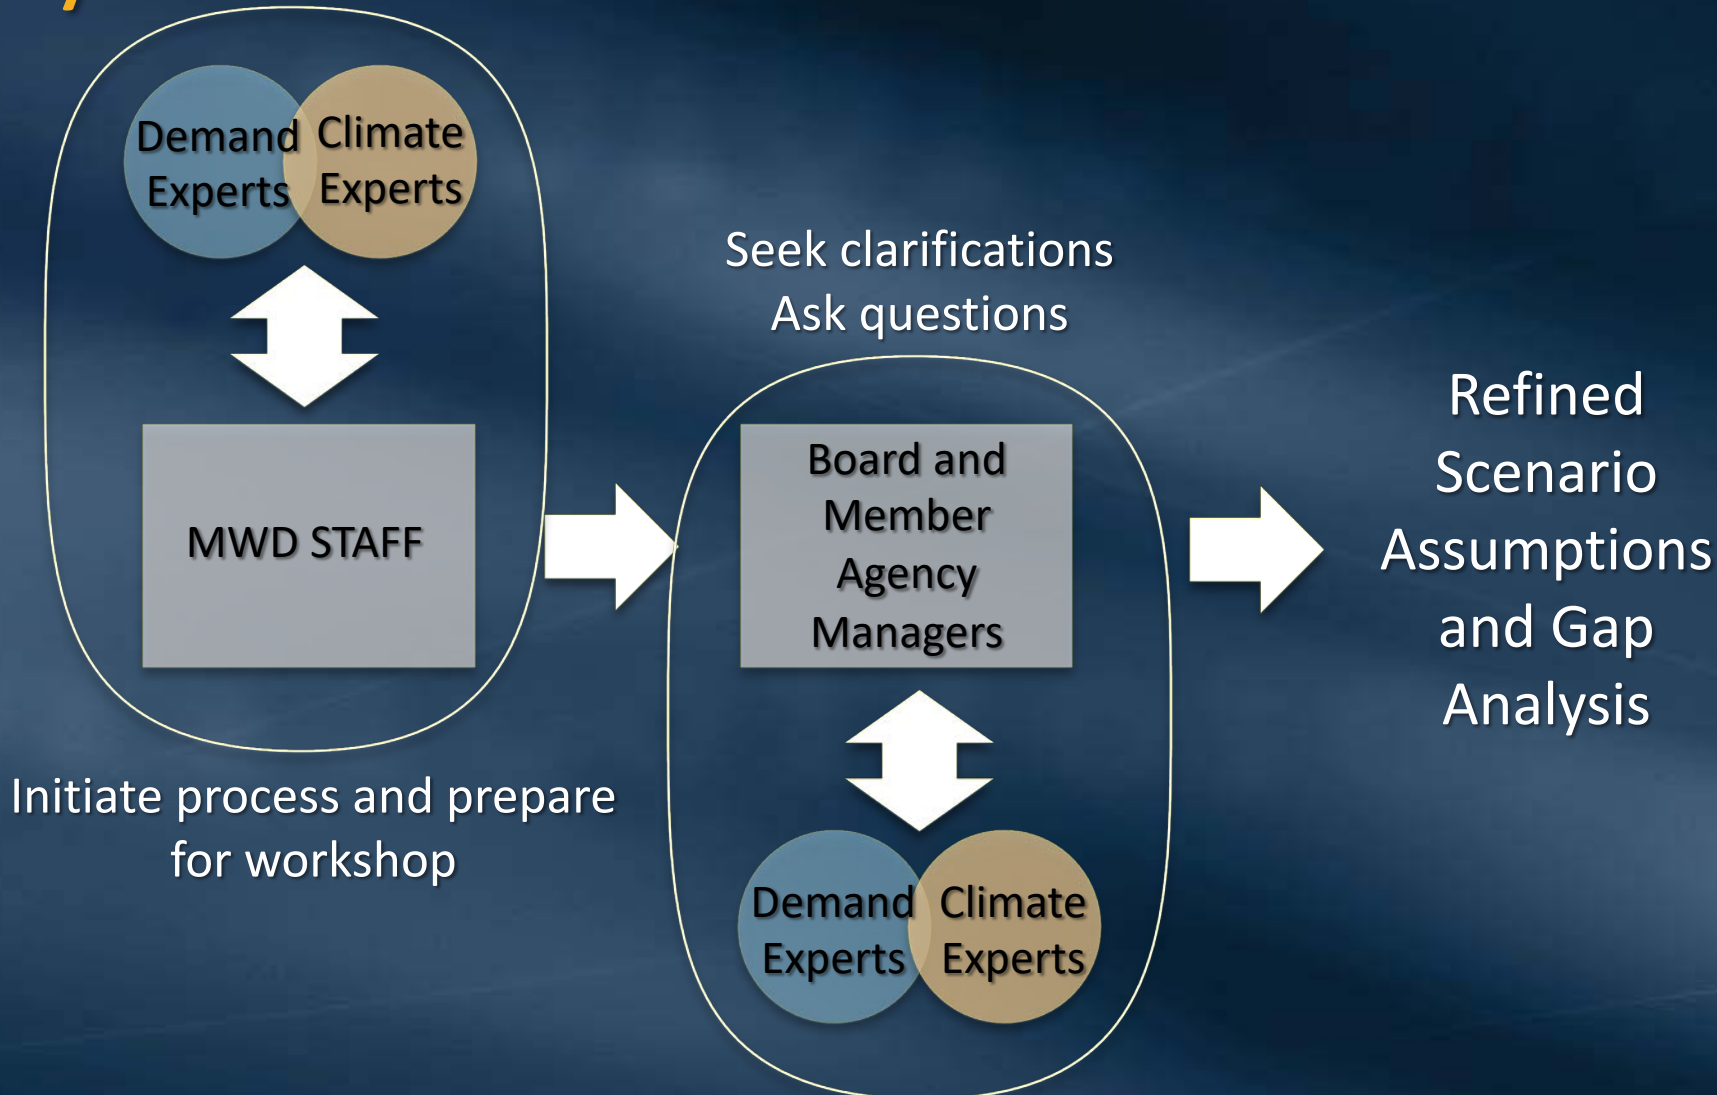 Demand
Experts
Climate
Experts
MWD STAFF
Initiate process and prepare
for workshop
Seek clarifications
Ask questions
Board and
Member
Agency
Managers
Demand
Experts
Climate
Experts
Refined
Scenario
Assumptions
and Gap
Analysis